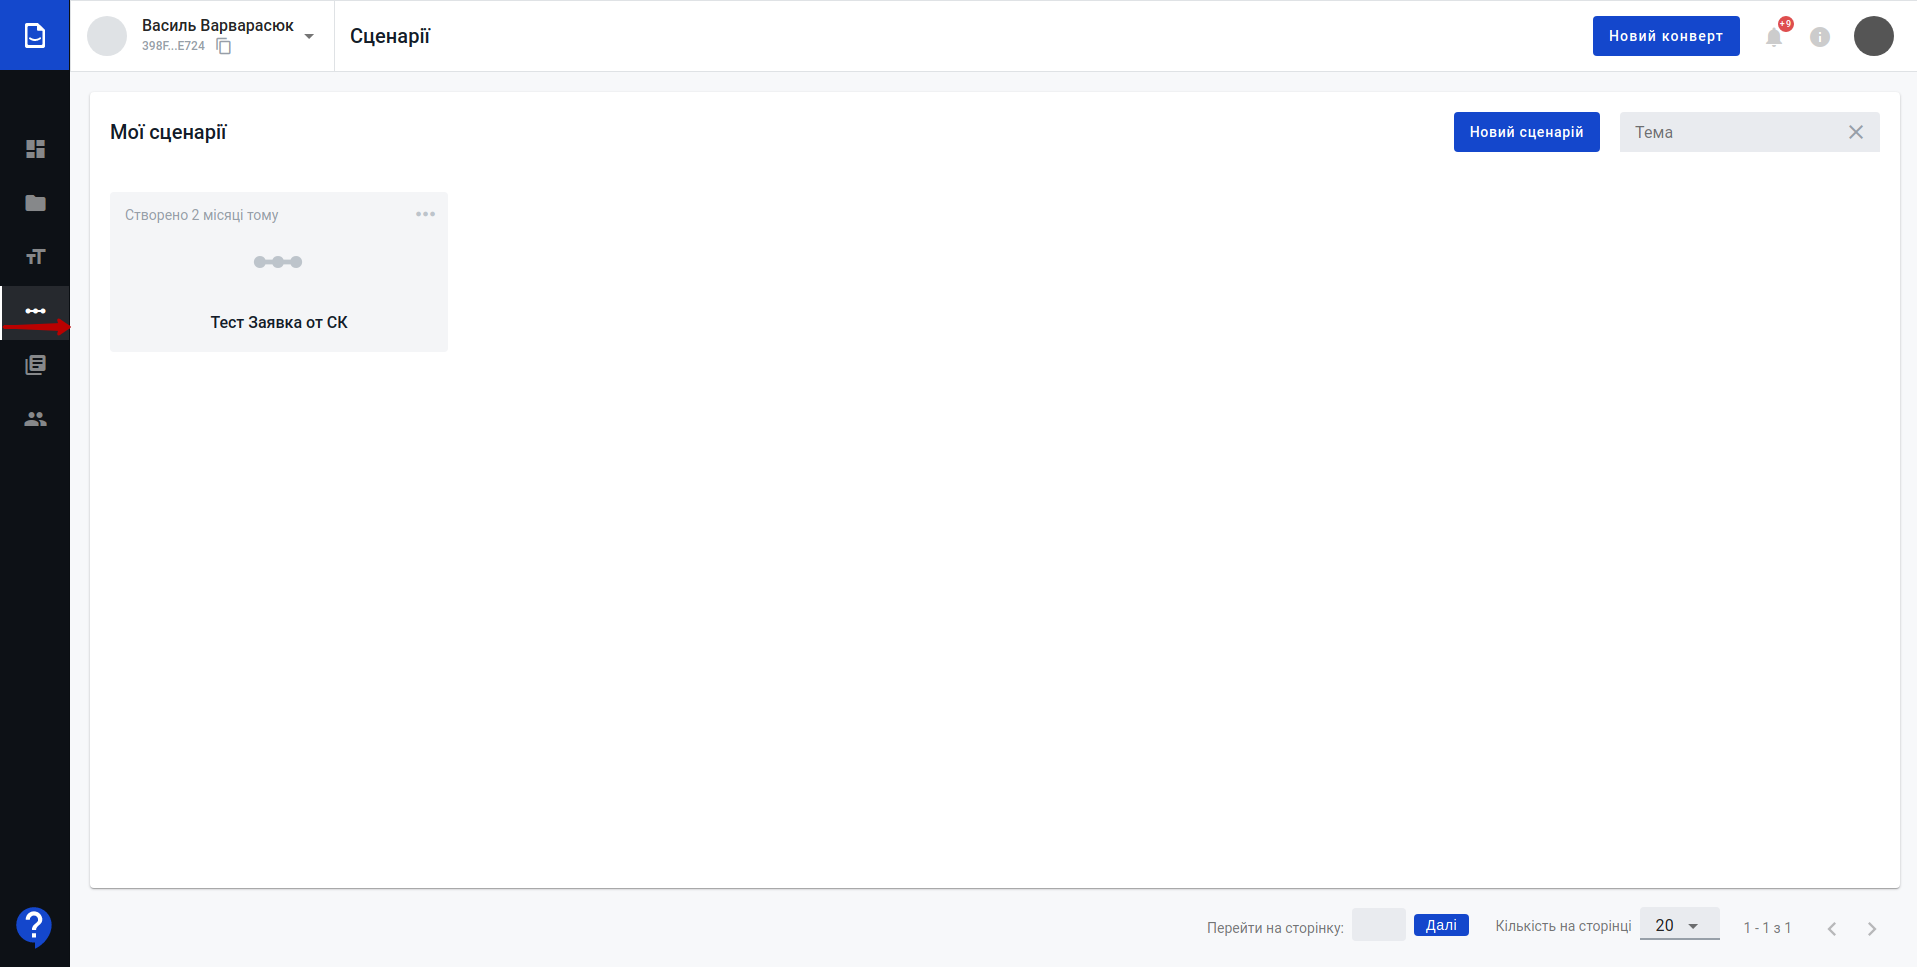 Василь Варварасюк
398F...E724
Сценарії
Новий конверт
+9
Мої сценарії
Новий сценарій
Тема
Створено 2 місяці тому
Тест Заявка от СК
Перейти на сторінку:
Далі
Кількість на сторінці
20
1 - 1 з 1